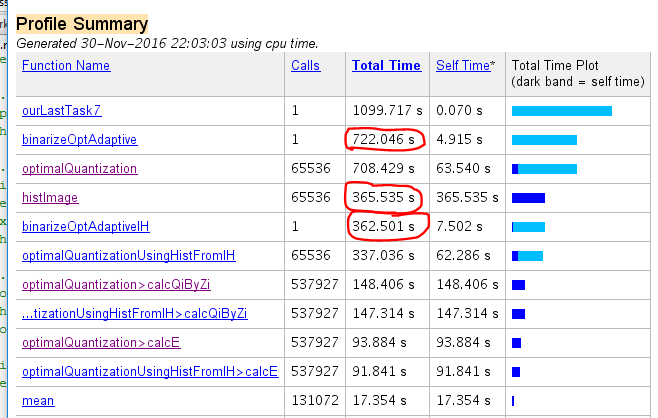 Profile Summary
Generated 30-Nov-2016 22:03:03 using cpu time.
Function Name Calls Total Time Self Time* Total Time Plot
(dark band = self time)
ourLastTask7 1 1099.717 s 0.070 s
binarizeOptAdaptive 1 722.046 s 4.915 s
optimalQuantization 65536 708.429 s 63.540 s
histImage 65536 365.535 s 365.535 s
binarizeOptAdaptiveIH 1 362.501 s 7.502 s
optimalQuantizationUsingHistFromIH 65536 337.036 s 62.286 s
optimalQuantization>calcQiByZi 537927 148.406 s 148.406 s
...tizationUsingHistFromIH>calcQiByZi 537927 147.314 s 147.314 s
optimalQuantization>calcE 537927 93.884 s 93.884 s
optimalQuantizationUsingHistFromIH>calcE 537927 91.841 s 91.841 s
mean 131072 17.354 s 17.354 s